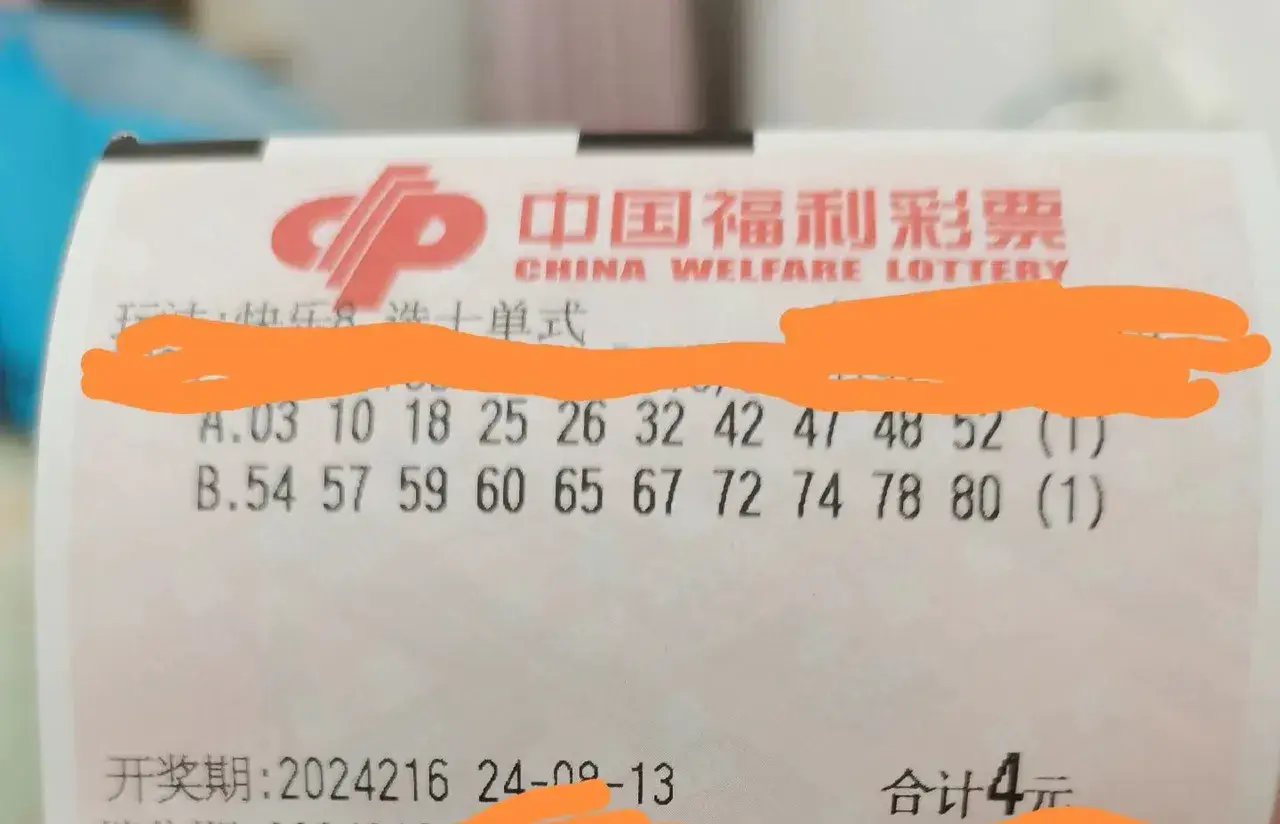 中国福利彩票
CHINA WELFARE LOTTERY
玩法:快乐8 选十单式
A.03 10 18 25 26 32 42 47 48 52 (1)
B.54 57 59 60 65 67 72 74 78 80 (1)
开奖期:2024216 24-08-13 合计4元